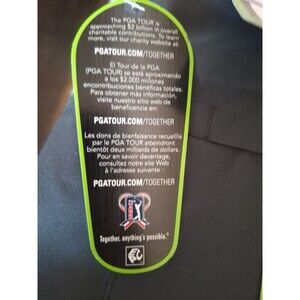 The PGA TOUR is
approaching $2 billion in overall
charitable contributions. To learn
more, visit our charity website at:
PGATOUR.COM/TOGETHER
El Tour de la PGA
(PGA TOUR) se está aproximando
a los $2.000 millones
encontribuciones benéficas totales.
Para obtener más información,
visite nuestro sitio web de
beneficencia en:
PGATOUR.COM/TOGETHER
Les dons de bienfaisance recueillis
par le PGA TOUR atteindront
bientôt deux milliards de dollars.
Pour en savoir davantage,
consultez notre site Web
à l'adresse suivante :
PGATOUR.COM/TOGETHER
Together, anything's possible.®